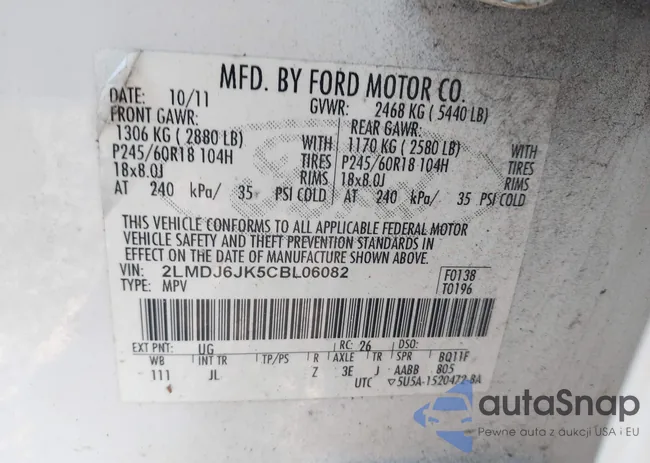 MFD. BY FORD MOTOR CO.
DATE: 10/11 GVWR: 2468 KG (5440 LB)
FRONT GAWR: REAR GAWR:
1306 KG (2880 LB) WITH 1170 KG (2580 LB) WITH
P245/60R18 104H TIRES P245/60R18 104H TIRES
18x8.0J RIMS 18x8.0J RIMS
AT 240 kPa/ 35 PSI COLD AT 240 kPa/ 35 PSI COLD
THIS VEHICLE CONFORMS TO ALL APPLICABLE FEDERAL MOTOR
VEHICLE SAFETY AND THEFT PREVENTION STANDARDS IN
EFFECT ON THE DATE OF MANUFACTURE SHOWN ABOVE.
VIN: 2LMDJ6JK5CBL06082 F0138
TYPE: MPV T0196
EXT PNT: UG RC: 26 DSO:
WB INT TR TP/PS R AXLE TR SPR BQ11F
111 JL Z 3E J AABB 805
UTC ▽5U5A-1520472-BA
autoSnap
Pewne auto z aukcji USA i EU